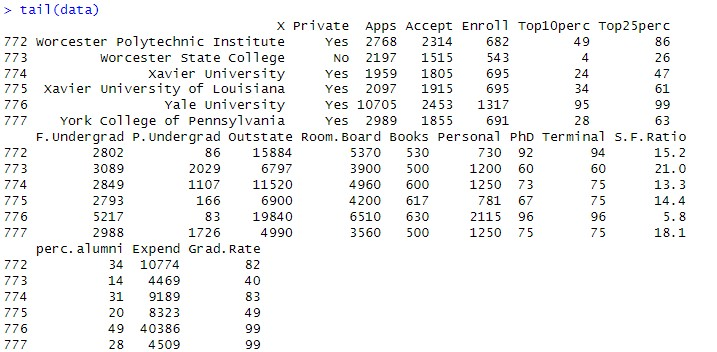 > tail(data)
X Private Apps Accept Enroll Top10perc Top25perc
772 Worcester Polytechnic Institute Yes 2768 2314 682 49 86
773 Worcester State College No 2197 1515 543 4 26
774 Xavier University Yes 1959 1805 695 24 47
775 Xavier University of Louisiana Yes 2097 1915 695 34 61
776 Yale University Yes 10705 2453 1317 95 99
777 York College of Pennsylvania Yes 2989 1855 691 28 63
F.Undergrad P.Undergrad Outstate Room.Board Books Personal PhD Terminal S.F.Ratio
772 2802 86 15884 5370 530 730 92 94 15.2
773 3089 2029 6797 3900 500 1200 60 60 21.0
774 2849 1107 11520 4960 600 1250 73 75 13.3
775 2793 166 6900 4200 617 781 67 75 14.4
776 5217 83 19840 6510 630 2115 96 96 5.8
777 2988 1726 4990 3560 500 1250 75 75 18.1
perc.alumni Expend Grad.Rate
772 34 10774 82
773 14 4469 40
774 31 9189 83
775 20 8323 49
776 49 40386 99
777 28 4509 99